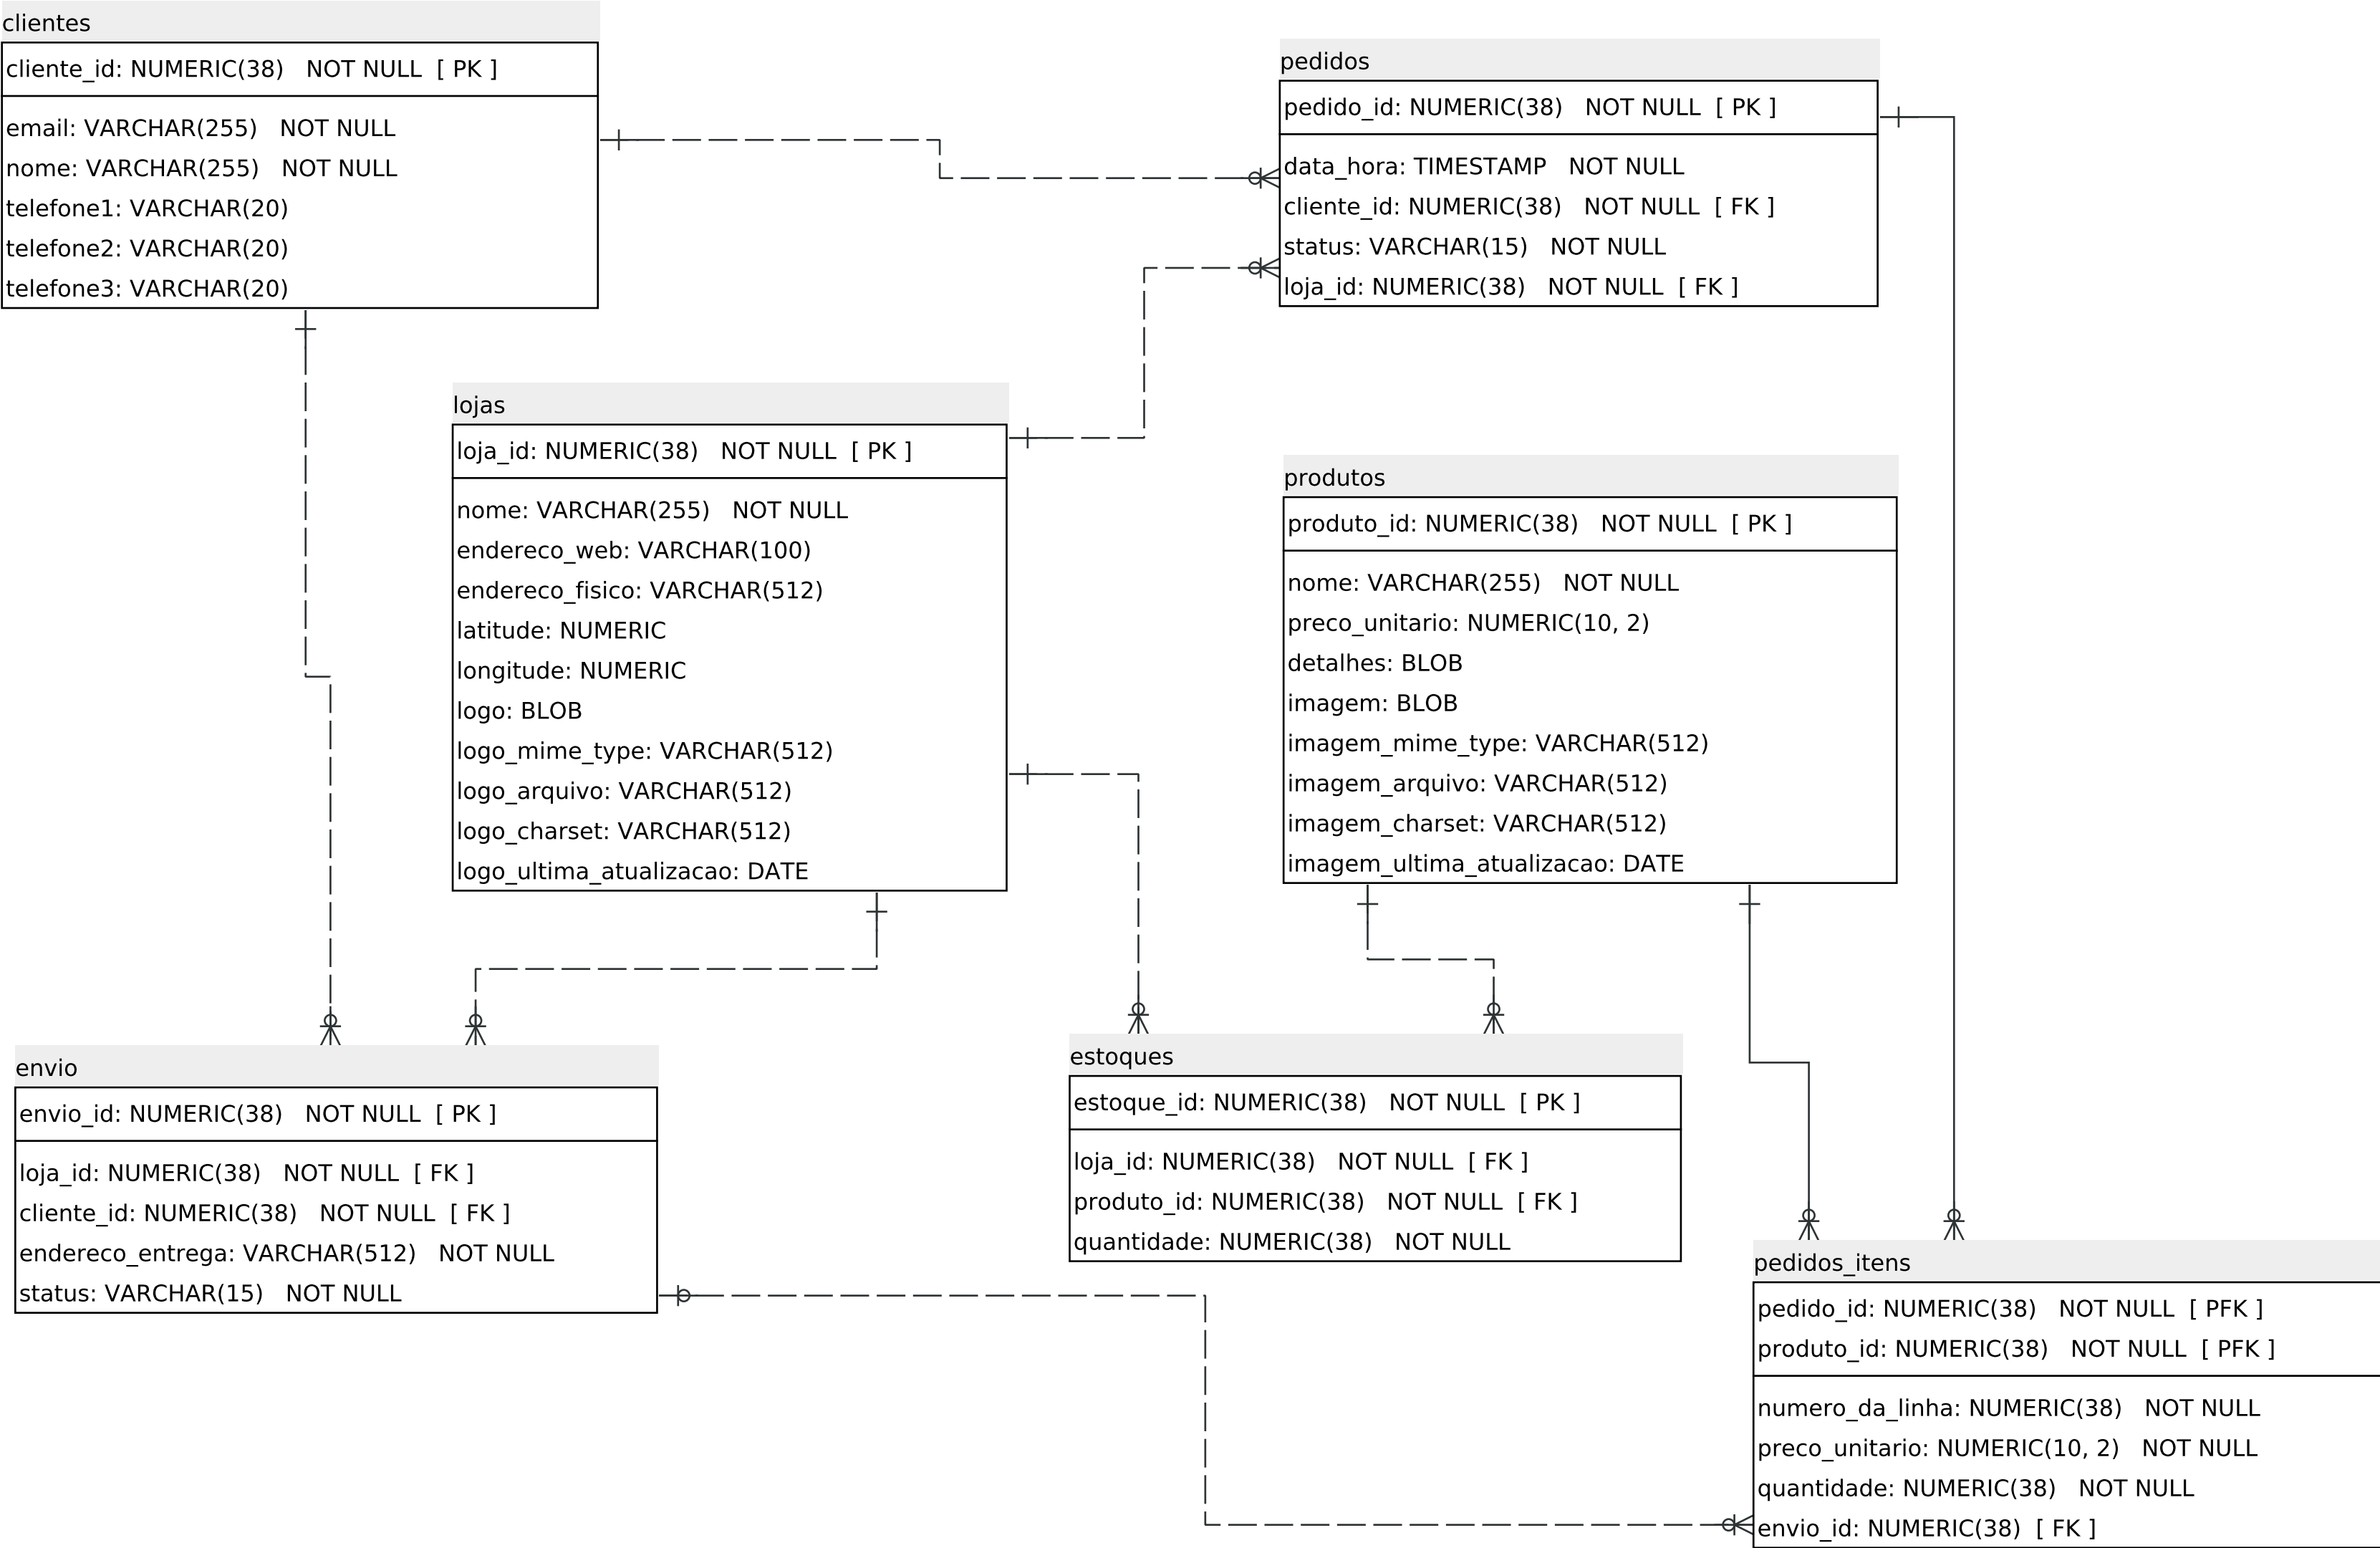 clientes
cliente_id: NUMERIC(38) NOT NULL [ PK ]
email: VARCHAR(255) NOT NULL
nome: VARCHAR(255) NOT NULL
telefone1: VARCHAR(20)
telefone2: VARCHAR(20)
telefone3: VARCHAR(20)
pedidos
pedido_id: NUMERIC(38) NOT NULL [ PK ]
data_hora: TIMESTAMP NOT NULL
cliente_id: NUMERIC(38) NOT NULL [ FK ]
status: VARCHAR(15) NOT NULL
loja_id: NUMERIC(38) NOT NULL [ FK ]
lojas
loja_id: NUMERIC(38) NOT NULL [ PK ]
nome: VARCHAR(255) NOT NULL
endereco_web: VARCHAR(100)
endereco_fisico: VARCHAR(512)
latitude: NUMERIC
longitude: NUMERIC
logo: BLOB
logo_mime_type: VARCHAR(512)
logo_arquivo: VARCHAR(512)
logo_charset: VARCHAR(512)
logo_ultima_atualizacao: DATE
produtos
produto_id: NUMERIC(38) NOT NULL [ PK ]
nome: VARCHAR(255) NOT NULL
preco_unitario: NUMERIC(10, 2)
detalhes: BLOB
imagem: BLOB
imagem_mime_type: VARCHAR(512)
imagem_arquivo: VARCHAR(512)
imagem_charset: VARCHAR(512)
imagem_ultima_atualizacao: DATE
envio
envio_id: NUMERIC(38) NOT NULL [ PK ]
loja_id: NUMERIC(38) NOT NULL [ FK ]
cliente_id: NUMERIC(38) NOT NULL [ FK ]
endereco_entrega: VARCHAR(512) NOT NULL
status: VARCHAR(15) NOT NULL
estoques
estoque_id: NUMERIC(38) NOT NULL [ PK ]
loja_id: NUMERIC(38) NOT NULL [ FK ]
produto_id: NUMERIC(38) NOT NULL [ FK ]
quantidade: NUMERIC(38) NOT NULL
pedidos_itens
pedido_id: NUMERIC(38) NOT NULL [ PFK ]
produto_id: NUMERIC(38) NOT NULL [ PFK ]
numero_da_linha: NUMERIC(38) NOT NULL
preco_unitario: NUMERIC(10, 2) NOT NULL
quantidade: NUMERIC(38) NOT NULL
envio_id: NUMERIC(38) [ FK ]